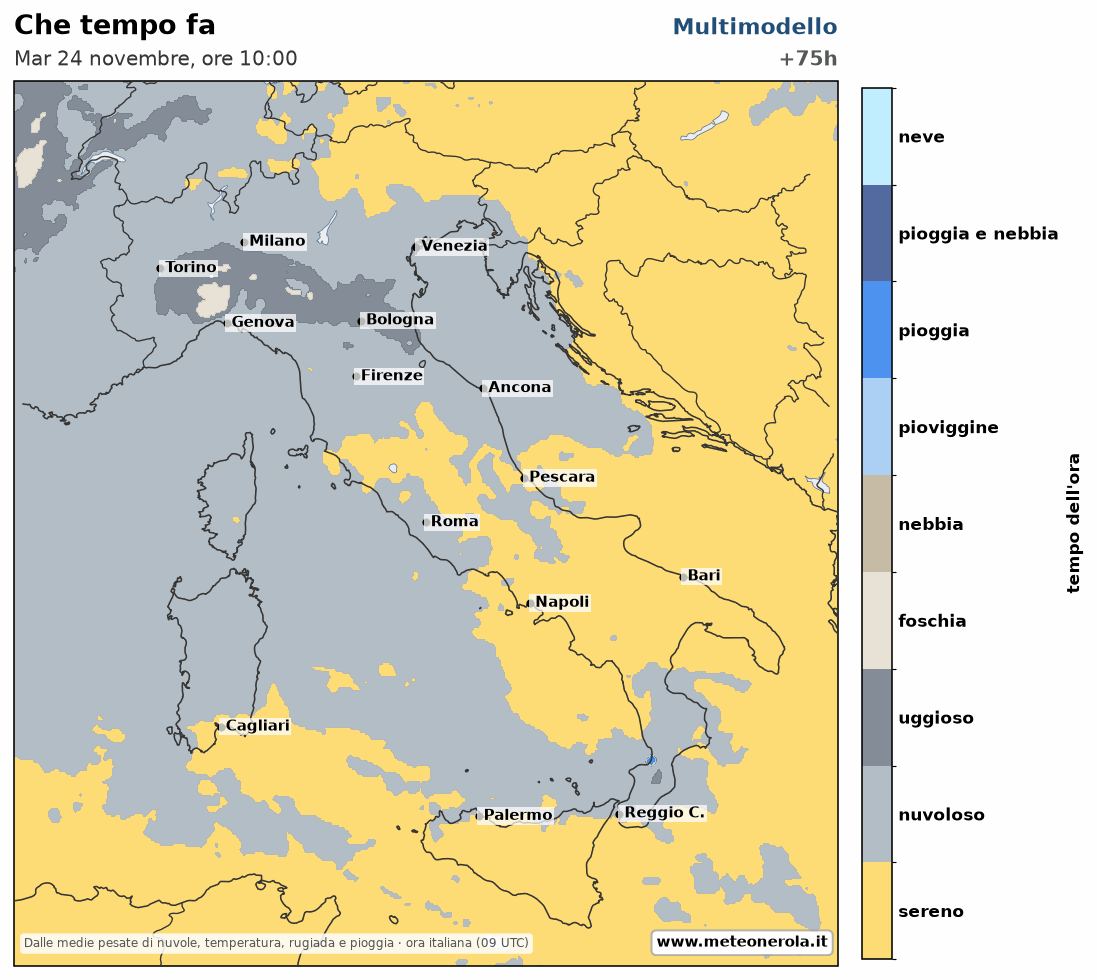 Che tempo fa
Multimodello
Mar 24 novembre, ore 10:00
+75h
neve
pioggia e nebbia
pioggia
pioviggine
nebbia
foschia
uggioso
nuvoloso
sereno
tempo dell'ora
Milano
Venezia
Torino
Genova
Bologna
Firenze
Ancona
Pescara
Roma
Bari
Napoli
Cagliari
Palermo
Reggio C.
Dalle medie pesate di nuvole, temperatura, rugiada e pioggia · ora italiana (09 UTC)
www.meteonerola.it